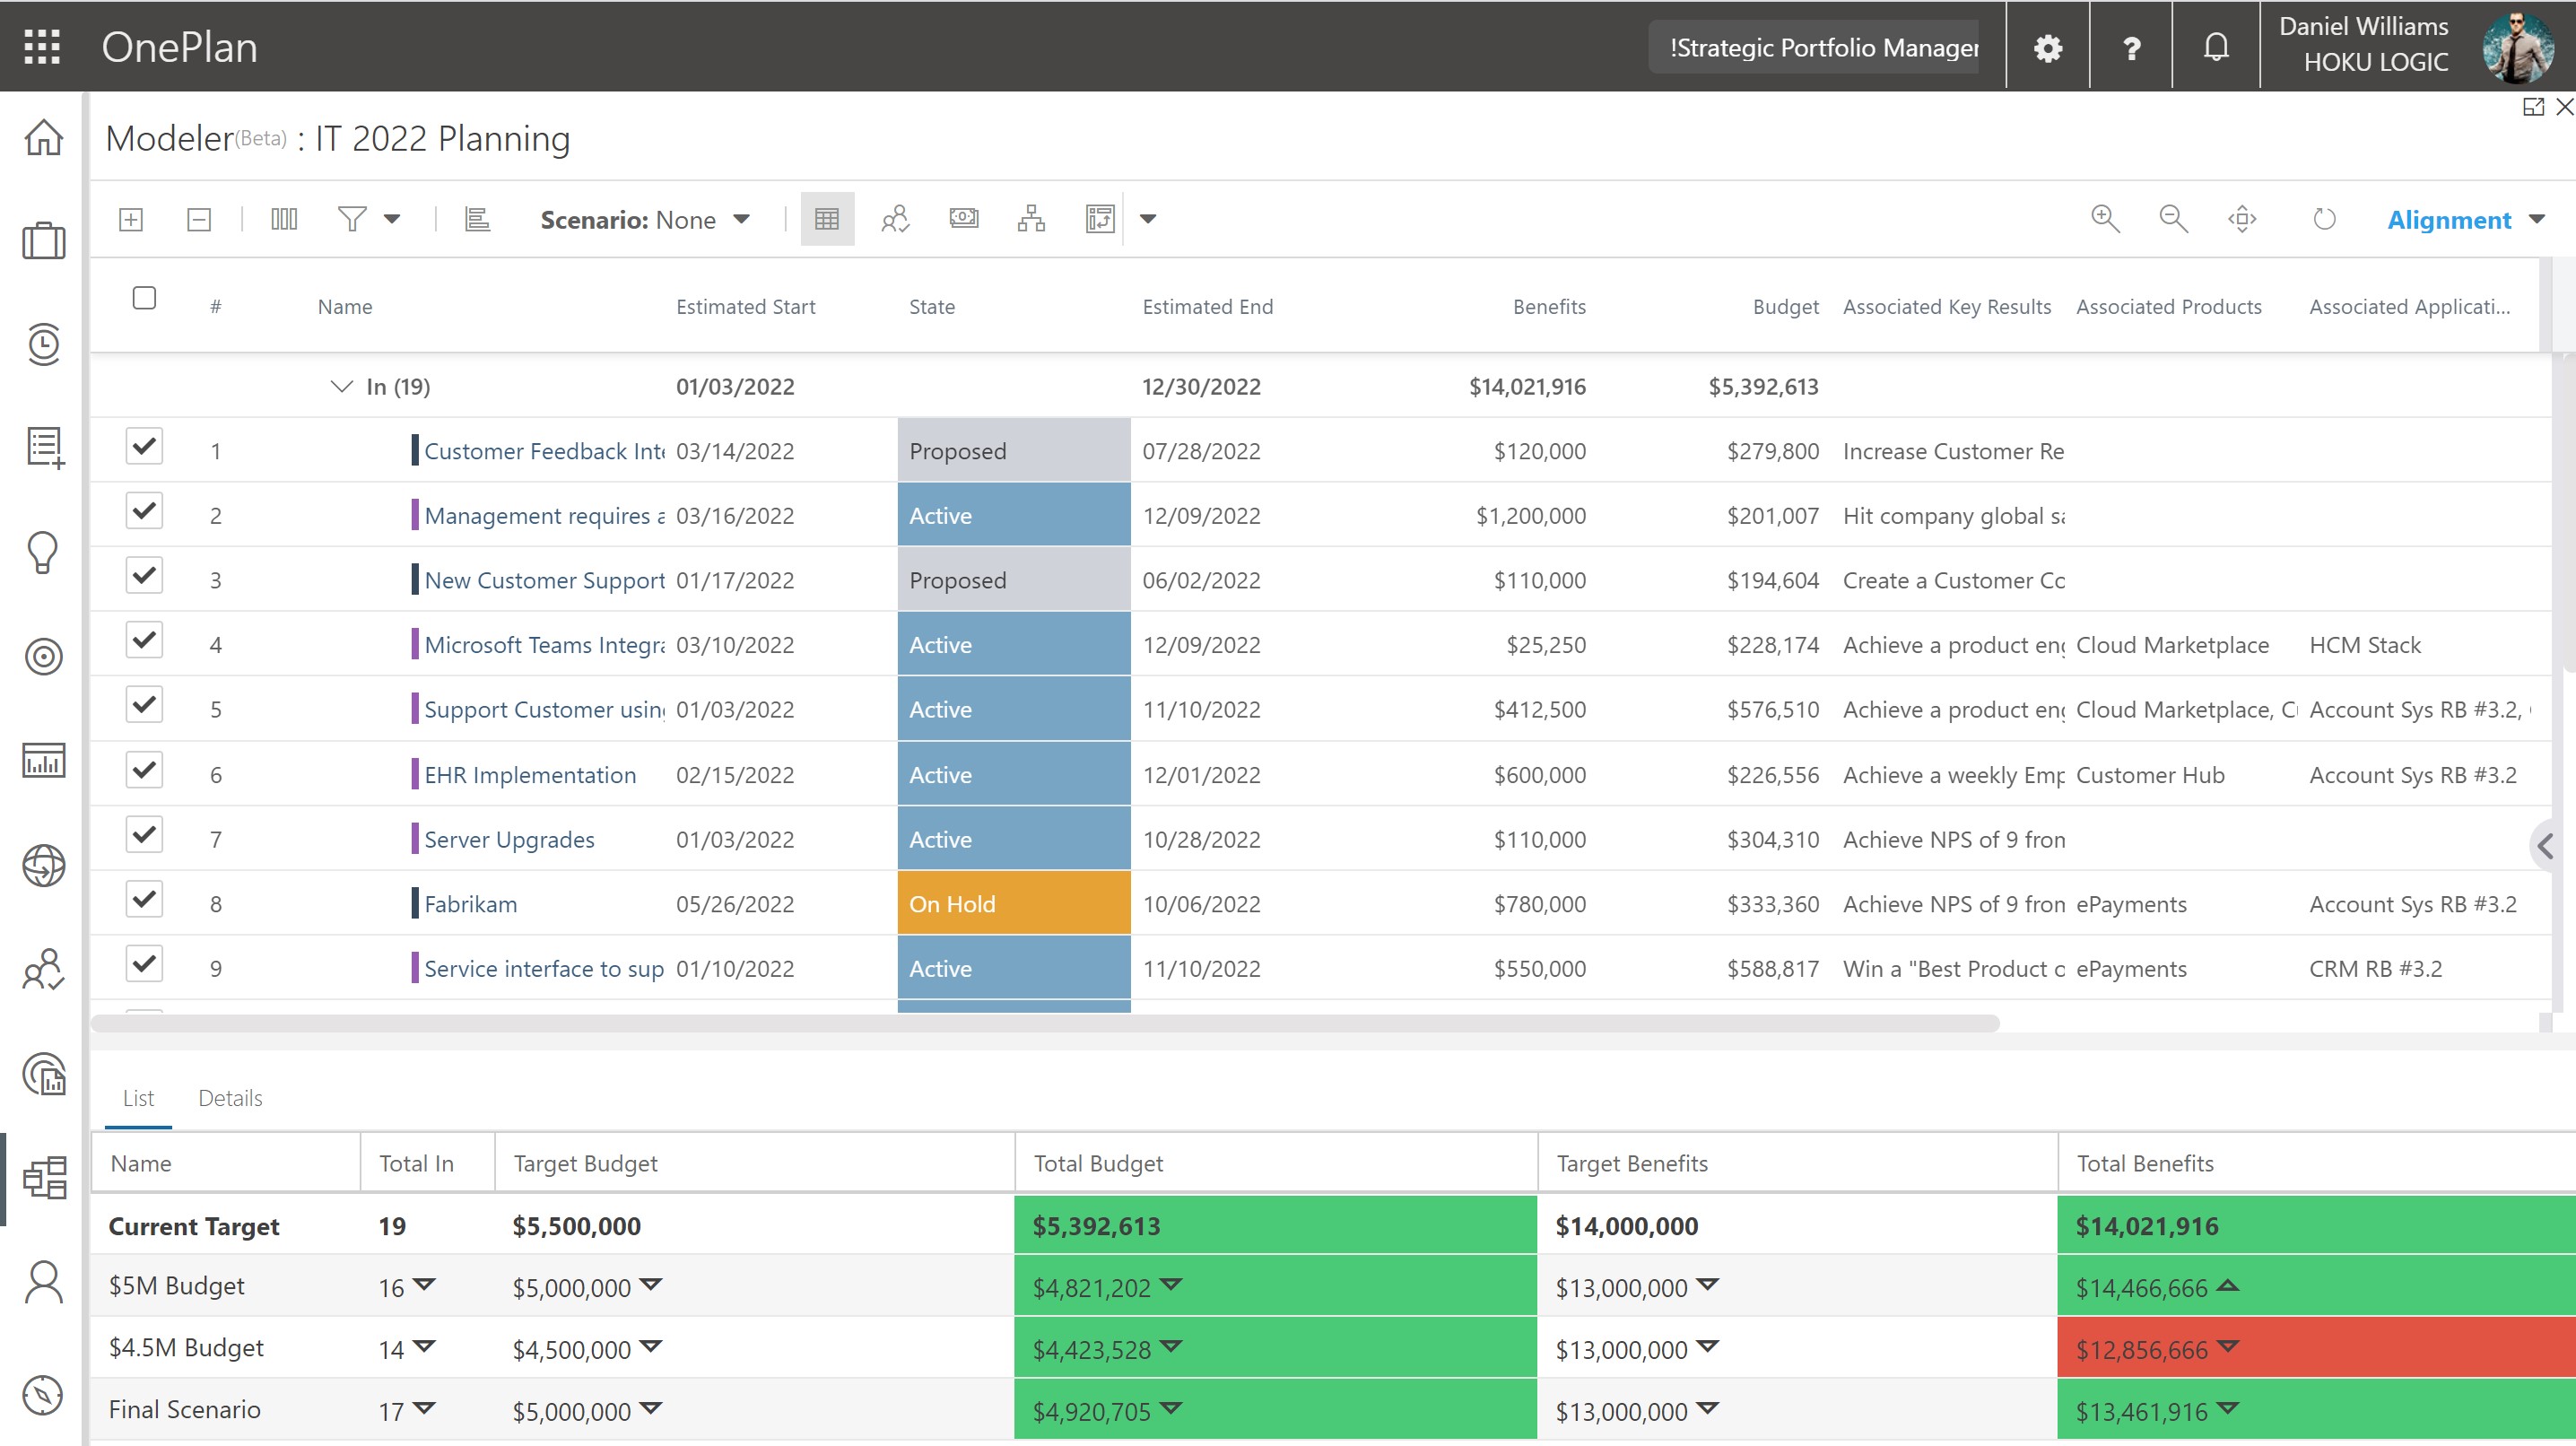 OnePlan
!Strategic Portfolio Manager
Daniel Williams
HOKU LOGIC
Modeler(Beta) : IT 2022 Planning
Scenario: None
Alignment
# Name Estimated Start State Estimated End Benefits Budget Associated Key Results Associated Products Associated Applicati...
In (19) 01/03/2022 12/30/2022 $14,021,916 $5,392,613
1 Customer Feedback Inte 03/14/2022 Proposed 07/28/2022 $120,000 $279,800 Increase Customer Re
2 Management requires a 03/16/2022 Active 12/09/2022 $1,200,000 $201,007 Hit company global sa
3 New Customer Support 01/17/2022 Proposed 06/02/2022 $110,000 $194,604 Create a Customer Co
4 Microsoft Teams Integra 03/10/2022 Active 12/09/2022 $25,250 $228,174 Achieve a product eng Cloud Marketplace HCM Stack
5 Support Customer using 01/03/2022 Active 11/10/2022 $412,500 $576,510 Achieve a product eng Cloud Marketplace, Account Sys RB #3.2,
6 EHR Implementation 02/15/2022 Active 12/01/2022 $600,000 $226,556 Achieve a weekly Emp Customer Hub Account Sys RB #3.2
7 Server Upgrades 01/03/2022 Active 10/28/2022 $110,000 $304,310 Achieve NPS of 9 from
8 Fabrikam 05/26/2022 On Hold 10/06/2022 $780,000 $333,360 Achieve NPS of 9 from ePayments Account Sys RB #3.2
9 Service interface to sup 01/10/2022 Active 11/10/2022 $550,000 $588,817 Win a "Best Product o ePayments CRM RB #3.2
List Details
Name Total In Target Budget Total Budget Target Benefits Total Benefits
Current Target 19 $5,500,000 $5,392,613 $14,000,000 $14,021,916
$5M Budget 16 $5,000,000 $4,821,202 $13,000,000 $14,466,666
$4.5M Budget 14 $4,500,000 $4,423,528 $13,000,000 $12,856,666
Final Scenario 17 $5,000,000 $4,920,705 $13,000,000 $13,461,916